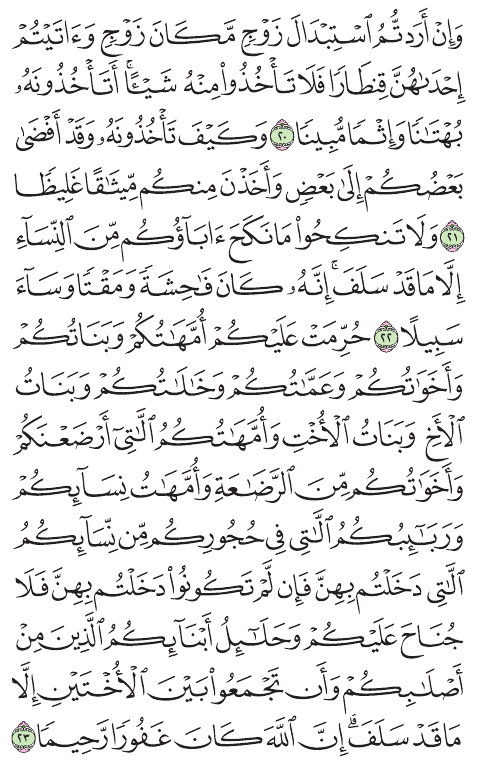 وَإِنْ أَرَدتُّمُ ٱسْتِبْدَالَ زَوْجٍ مَّكَانَ زَوْجٍ وَءَاتَيْتُمْ
إِحْدَىٰهُنَّ قِنطَارًا فَلَا تَأْخُذُوا۟ مِنْهُ شَيْـًٔا ۚ أَتَأْخُذُونَهُۥ
بُهْتَـٰنًا وَإِثْمًا مُّبِينًا ٢٠ وَكَيْفَ تَأْخُذُونَهُۥ وَقَدْ أَفْضَىٰ
بَعْضُكُمْ إِلَىٰ بَعْضٍ وَأَخَذْنَ مِنكُم مِّيثَـٰقًا غَلِيظًا
٢١ وَلَا تَنكِحُوا۟ مَا نَكَحَ ءَابَآؤُكُم مِّنَ ٱلنِّسَآءِ
إِلَّا مَا قَدْ سَلَفَ ۚ إِنَّهُۥ كَانَ فَـٰحِشَةً وَمَقْتًا وَسَآءَ
سَبِيلًا ٢٢ حُرِّمَتْ عَلَيْكُمْ أُمَّهَـٰتُكُمْ وَبَنَاتُكُمْ
وَأَخَوَٰتُكُمْ وَعَمَّـٰتُكُمْ وَخَـٰلَـٰتُكُمْ وَبَنَاتُ
ٱلْأَخِ وَبَنَاتُ ٱلْأُخْتِ وَأُمَّهَـٰتُكُمُ ٱلَّـٰتِىٓ أَرْضَعْنَكُمْ
وَأَخَوَٰتُكُم مِّنَ ٱلرَّضَـٰعَةِ وَأُمَّهَـٰتُ نِسَآئِكُمْ
وَرَبَـٰٓئِبُكُمُ ٱلَّـٰتِى فِى حُجُورِكُم مِّن نِّسَآئِكُمُ
ٱلَّـٰتِى دَخَلْتُم بِهِنَّ فَإِن لَّمْ تَكُونُوا۟ دَخَلْتُم بِهِنَّ فَلَا
جُنَاحَ عَلَيْكُمْ وَحَلَـٰٓئِلُ أَبْنَآئِكُمُ ٱلَّذِينَ مِنْ
أَصْلَـٰبِكُمْ وَأَن تَجْمَعُوا۟ بَيْنَ ٱلْأُخْتَيْنِ إِلَّا
مَا قَدْ سَلَفَ ۗ إِنَّ ٱللَّهَ كَانَ غَفُورًا رَّحِيمًا ٢٣